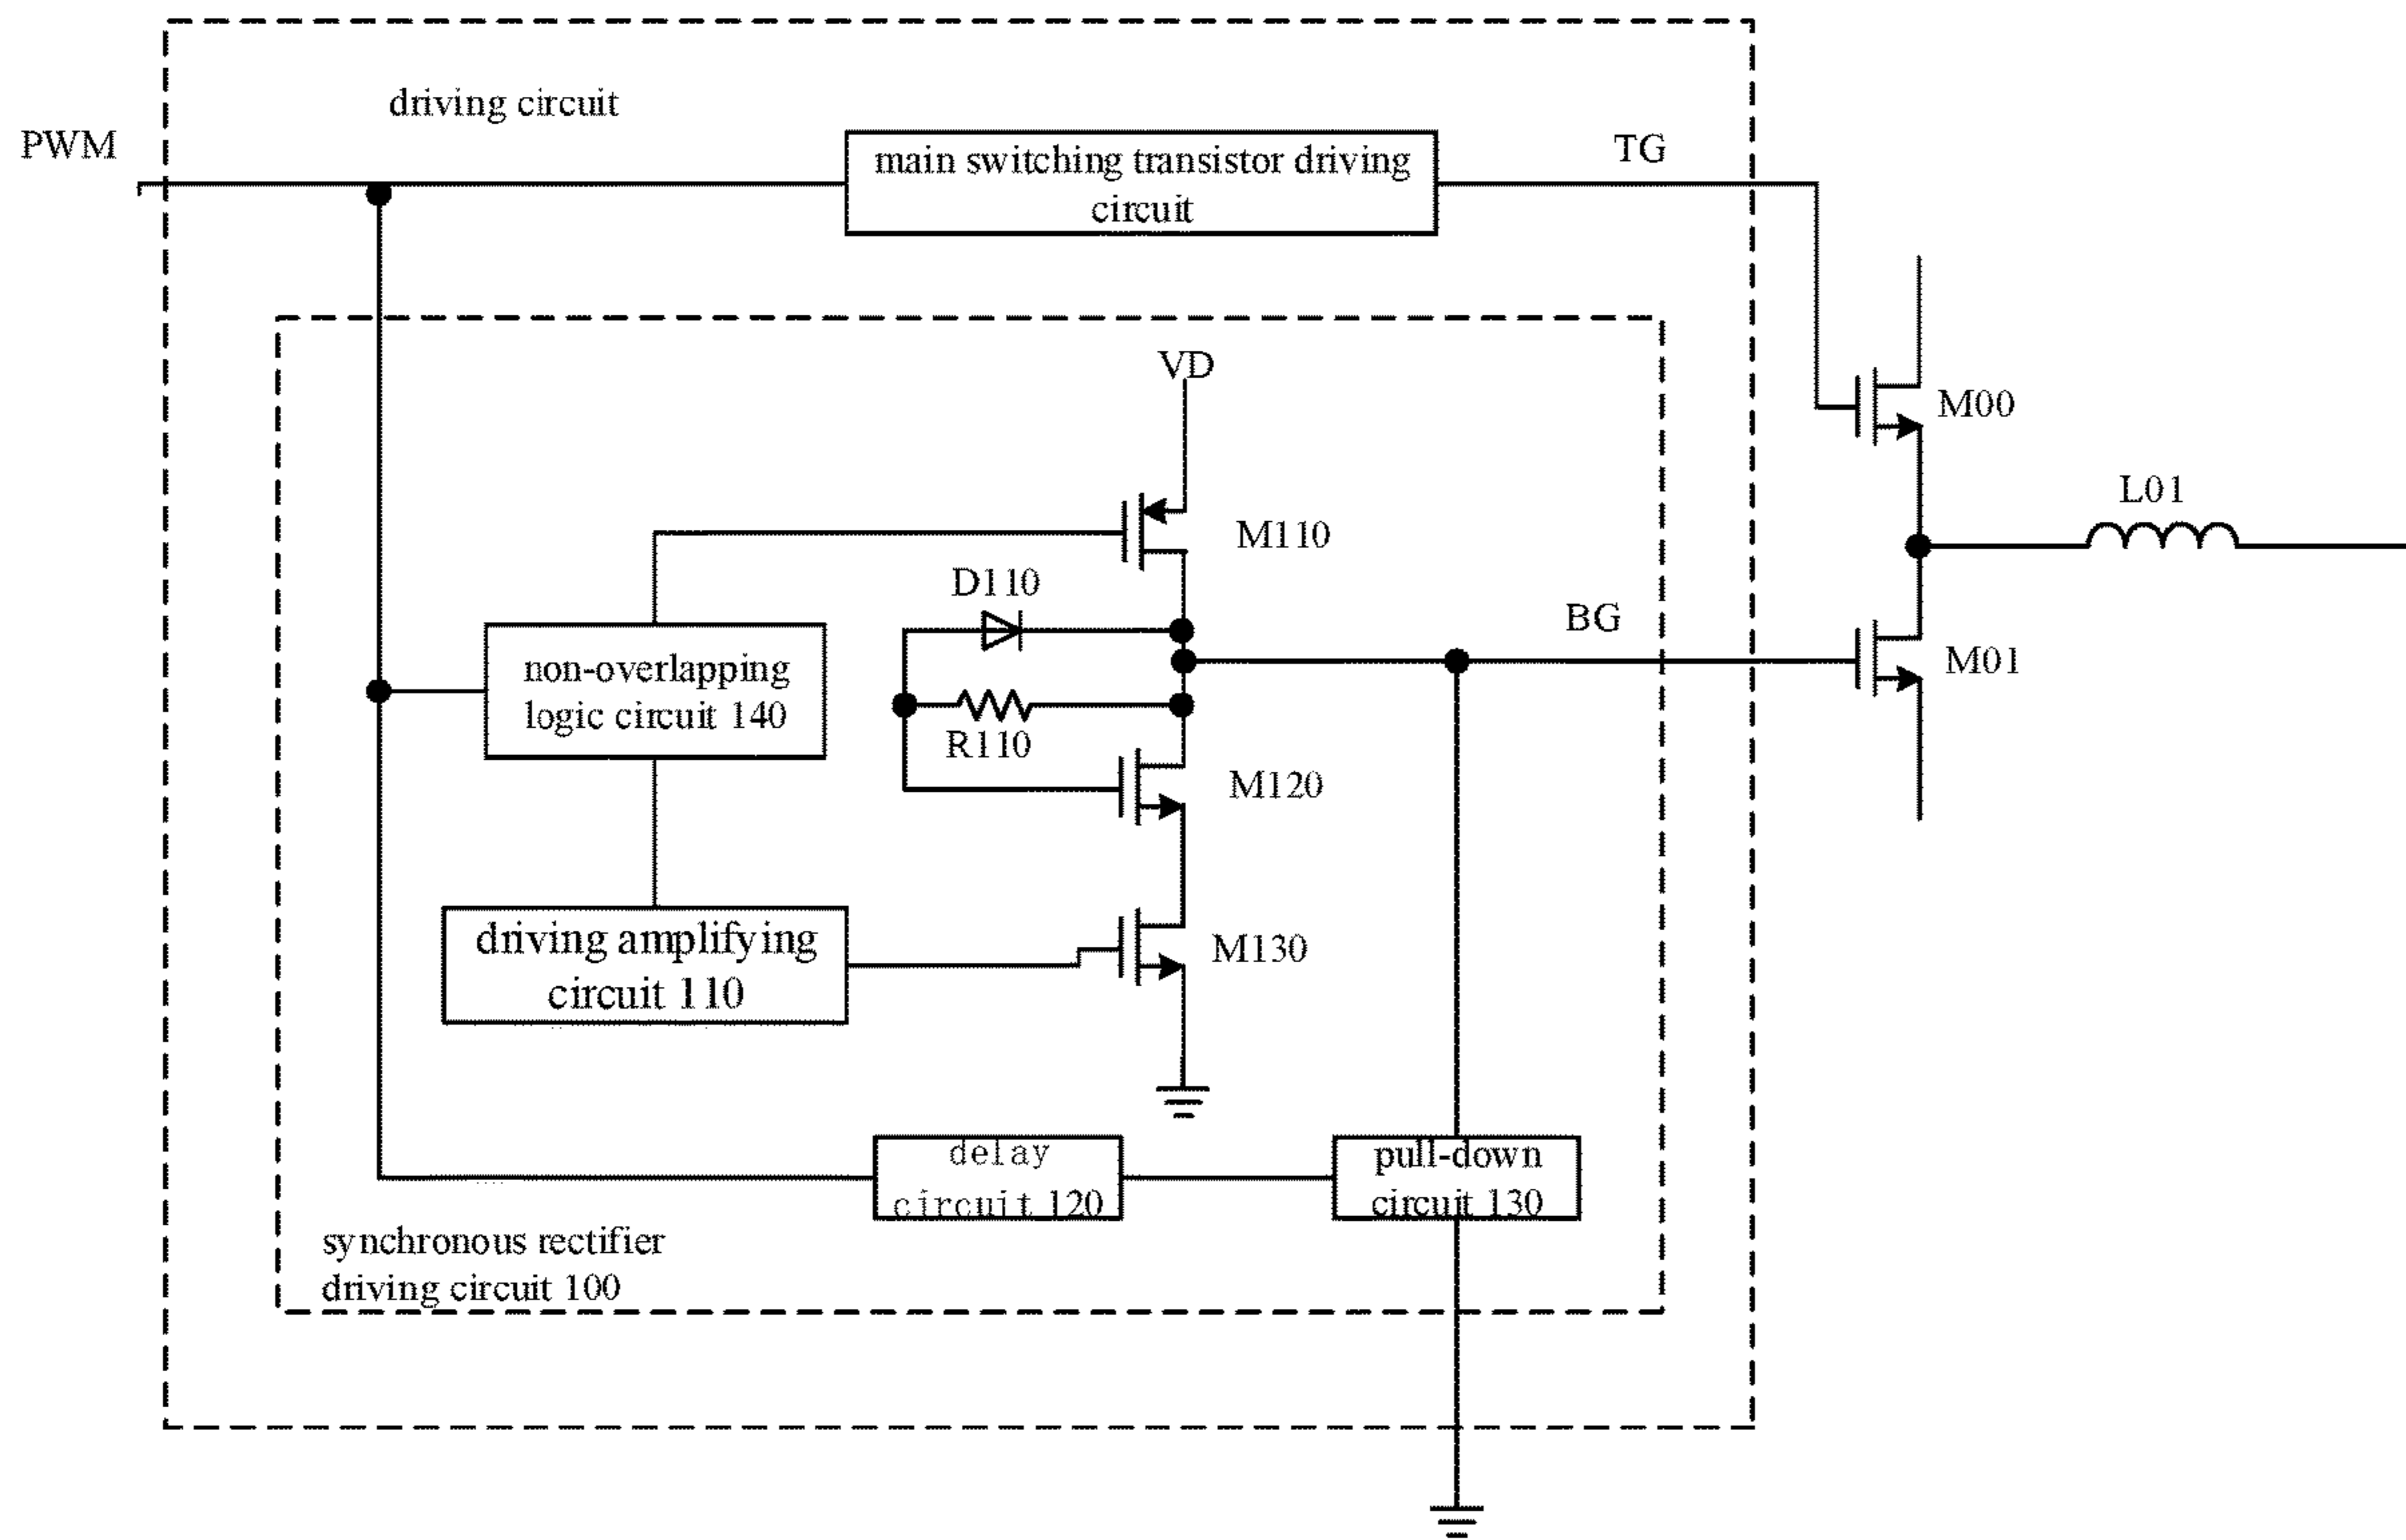 driving circuit
PWM
main switching transistor driving
circuit
TG
VD
M00
M110
L01
D110
BG
non-overlapping
logic circuit 140
R110
M01
M120
driving amplifying
circuit 110
M130
delay
circuit 120
pull-down
circuit 130
synchronous rectifier
driving circuit 100